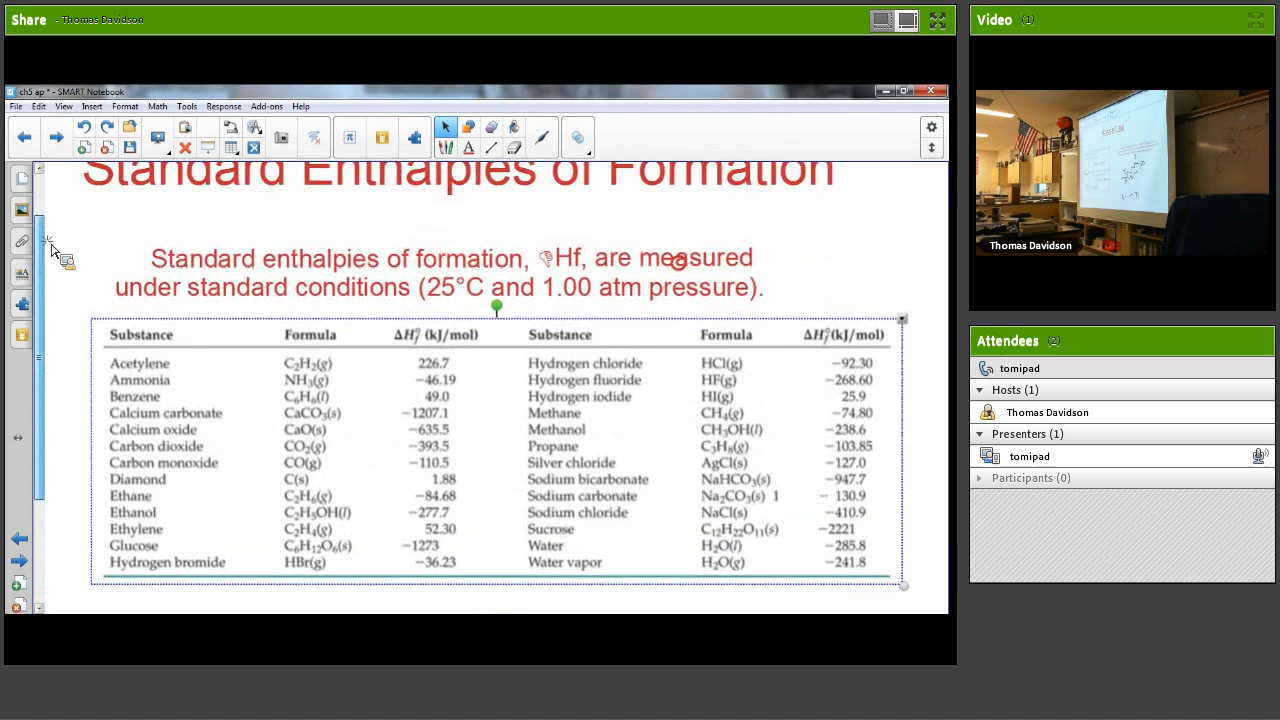 Share - Thomas Davidson
ch5 ap * - SMART Notebook
File Edit View Insert Format Math Tools Response Add-ons Help
Standard Enthalpies of Formation
Standard enthalpies of formation, 👎Hf, are measured
under standard conditions (25°C and 1.00 atm pressure).
Substance Formula ΔH°f (kJ/mol) Substance Formula ΔH°f(kJ/mol)
Acetylene C₂H₂(g) 226.7 Hydrogen chloride HCl(g) −92.30
Ammonia NH₃(g) −46.19 Hydrogen fluoride HF(g) −268.60
Benzene C₆H₆(l) 49.0 Hydrogen iodide HI(g) 25.9
Calcium carbonate CaCO₃(s) −1207.1 Methane CH₄(g) −74.80
Calcium oxide CaO(s) −635.5 Methanol CH₃OH(l) −238.6
Carbon dioxide CO₂(g) −393.5 Propane C₃H₈(g) −103.85
Carbon monoxide CO(g) −110.5 Silver chloride AgCl(s) −127.0
Diamond C(s) 1.88 Sodium bicarbonate NaHCO₃(s) −947.7
Ethane C₂H₆(g) −84.68 Sodium carbonate Na₂CO₃(s) 1 − 130.9
Ethanol C₂H₅OH(l) −277.7 Sodium chloride NaCl(s) −410.9
Ethylene C₂H₄(g) 52.30 Sucrose C₁₂H₂₂O₁₁(s) −2221
Glucose C₆H₁₂O₆(s) −1273 Water H₂O(l) −285.8
Hydrogen bromide HBr(g) −36.23 Water vapor H₂O(g) −241.8
Video (1)
Thomas Davidson
Attendees (2)
tomipad
Hosts (1)
Thomas Davidson
Presenters (1)
tomipad
Participants (0)